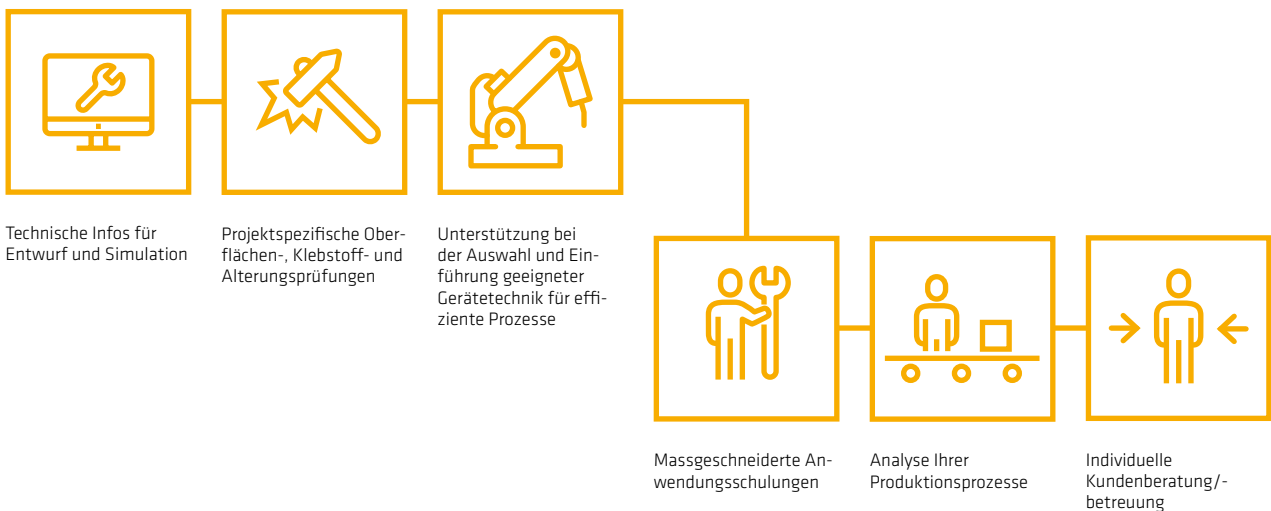 Technische Infos für
Entwurf und Simulation
Projektspezifische Ober-
flächen-, Klebstoff- und
Alterungsprüfungen
Unterstützung bei
der Auswahl und Ein-
führung geeigneter
Gerätetechnik für effi-
ziente Prozesse
Massgeschneiderte An-
wendungsschulungen
Analyse Ihrer
Produktionsprozesse
Individuelle
Kundenberatung/-
betreuung